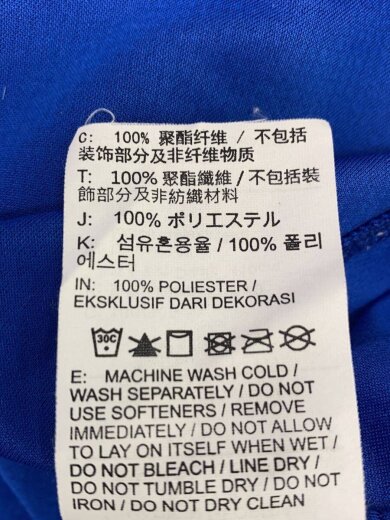 C: 100% 聚酯纤维 / 不包括
装饰部分及非纤维物质
T: 100% 聚酯纖維 / 不包括裝
飾部分及非紡織材料
J: 100% ポリエステル
K: 섬유혼용율 / 100% 폴리
에스터
IN: 100% POLIESTER /
EKSKLUSIF DARI DEKORASI
30C
E: MACHINE WASH COLD /
WASH SEPARATELY / DO NOT
USE SOFTENERS / REMOVE
IMMEDIATELY / DO NOT ALLOW
TO LAY ON ITSELF WHEN WET /
DO NOT BLEACH / LINE DRY /
DO NOT TUMBLE DRY / DO NOT
IRON / DO NOT DRY CLEAN